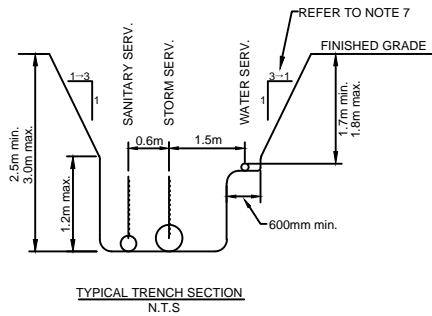 REFER TO NOTE 7
FINISHED GRADE
1→3
1
SANITARY SERV.
STORM SERV.
WATER SERV.
3→1
1
0.6m
1.5m
1.7m min.
1.8m max.
2.5m min.
3.0m max.
1.2m max.
600mm min.
TYPICAL TRENCH SECTION
N.T.S